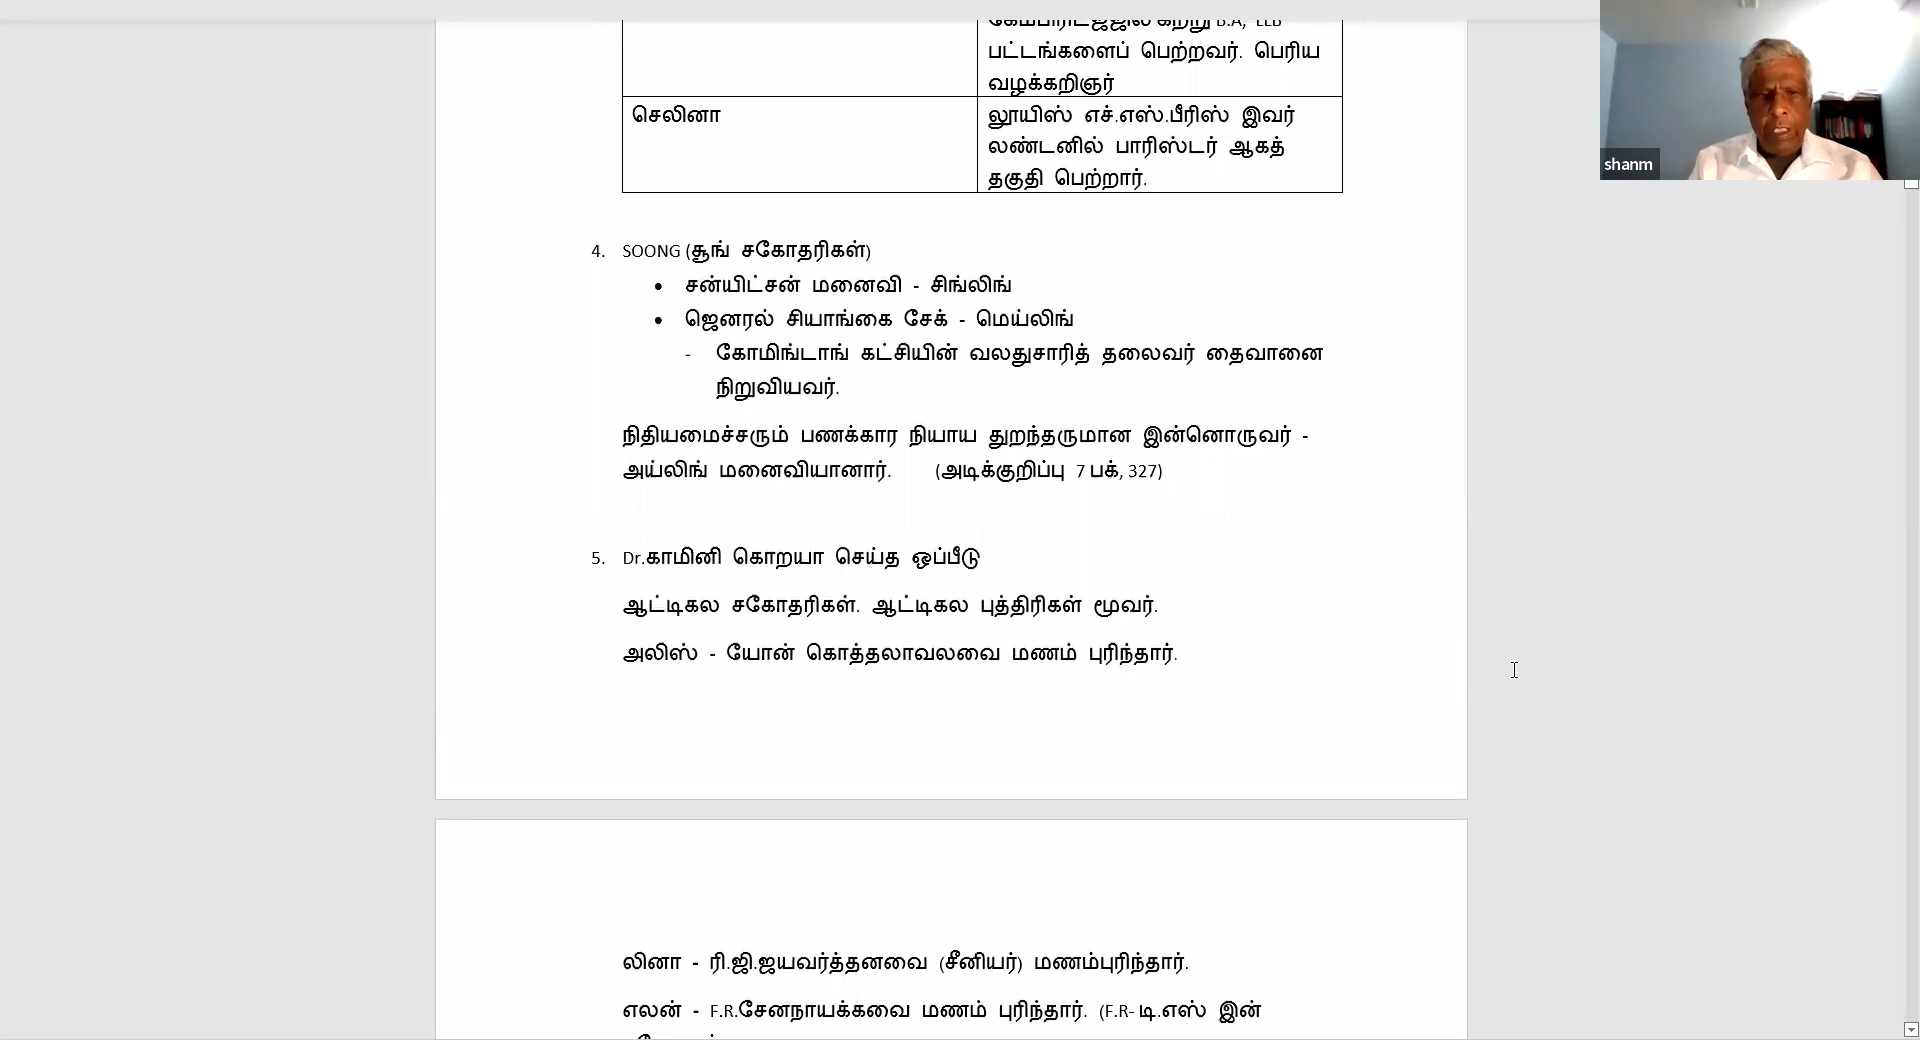 கேம்பிரிட்ஜ்ஜில் கற்று B.A, LLB
பட்டங்களைப் பெற்றவர். பெரிய
வழக்கறிஞர்
செலினா
லூயிஸ் எச்.எஸ்.பீரிஸ் இவர்
லண்டனில் பாரிஸ்டர் ஆகத்
தகுதி பெற்றார்.
shanm
4. SOONG (சூங் சகோதரிகள்)
• சன்யிட்சன் மனைவி - சிங்லிங்
• ஜெனரல் சியாங்கை சேக் - மெய்லிங்
- கோமிங்டாங் கட்சியின் வலதுசாரித் தலைவர் தைவானை
நிறுவியவர்.
நிதியமைச்சரும் பணக்கார நியாய துறந்தருமான இன்னொருவர் -
அய்லிங் மனைவியானார். (அடிக்குறிப்பு 7 பக், 327)
5. Dr.காமினி கொறயா செய்த ஒப்பீடு
ஆட்டிகல சகோதரிகள். ஆட்டிகல புத்திரிகள் மூவர்.
அலிஸ் - யோன் கொத்தலாவலவை மணம் புரிந்தார்.
லினா - ரி.ஜி.ஜயவர்த்தனவை (சீனியர்) மணம்புரிந்தார்.
எலன் - F.R.சேனநாயக்கவை மணம் புரிந்தார். (F.R- டி.எஸ் இன்